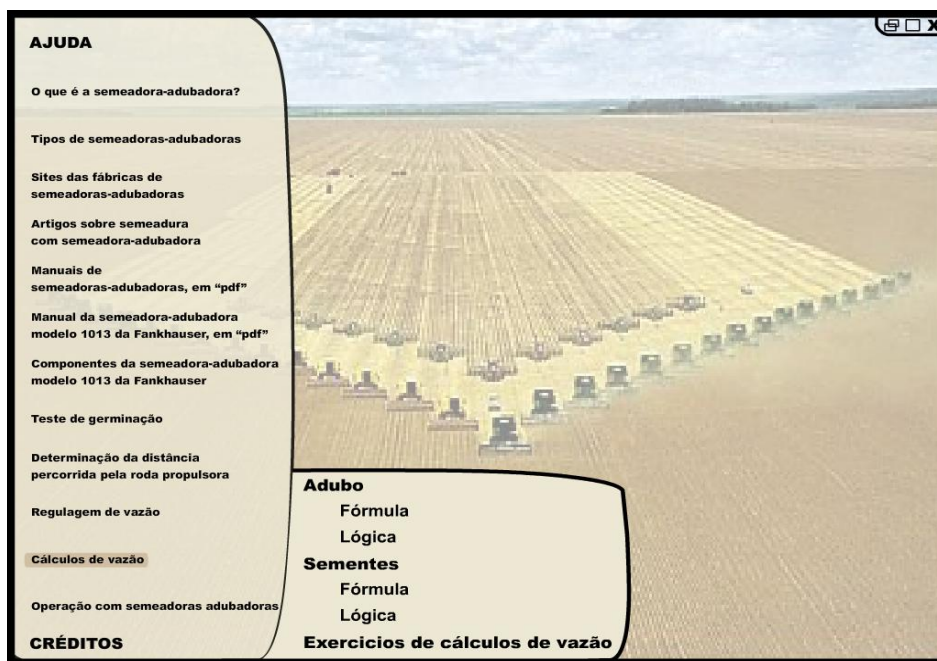 AJUDA
O que é a semeadora-adubadora?
Tipos de semeadoras-adubadoras
Sites das fábricas de
semeadoras-adubadoras
Artigos sobre semeadura
com semeadora-adubadora
Manuais de
semeadoras-adubadoras, em “pdf”
Manual da semeadora-adubadora
modelo 1013 da Fankhauser, em “pdf”
Componentes da semeadora-adubadora
modelo 1013 da Fankhauser
Teste de germinação
Determinação da distância
percorrida pela roda propulsora
Regulagem de vazão
Cálculos de vazão
Operação com semeadoras adubadoras
CRÉDITOS
Adubo
Fórmula
Lógica
Sementes
Fórmula
Lógica
Exercicios de cálculos de vazão